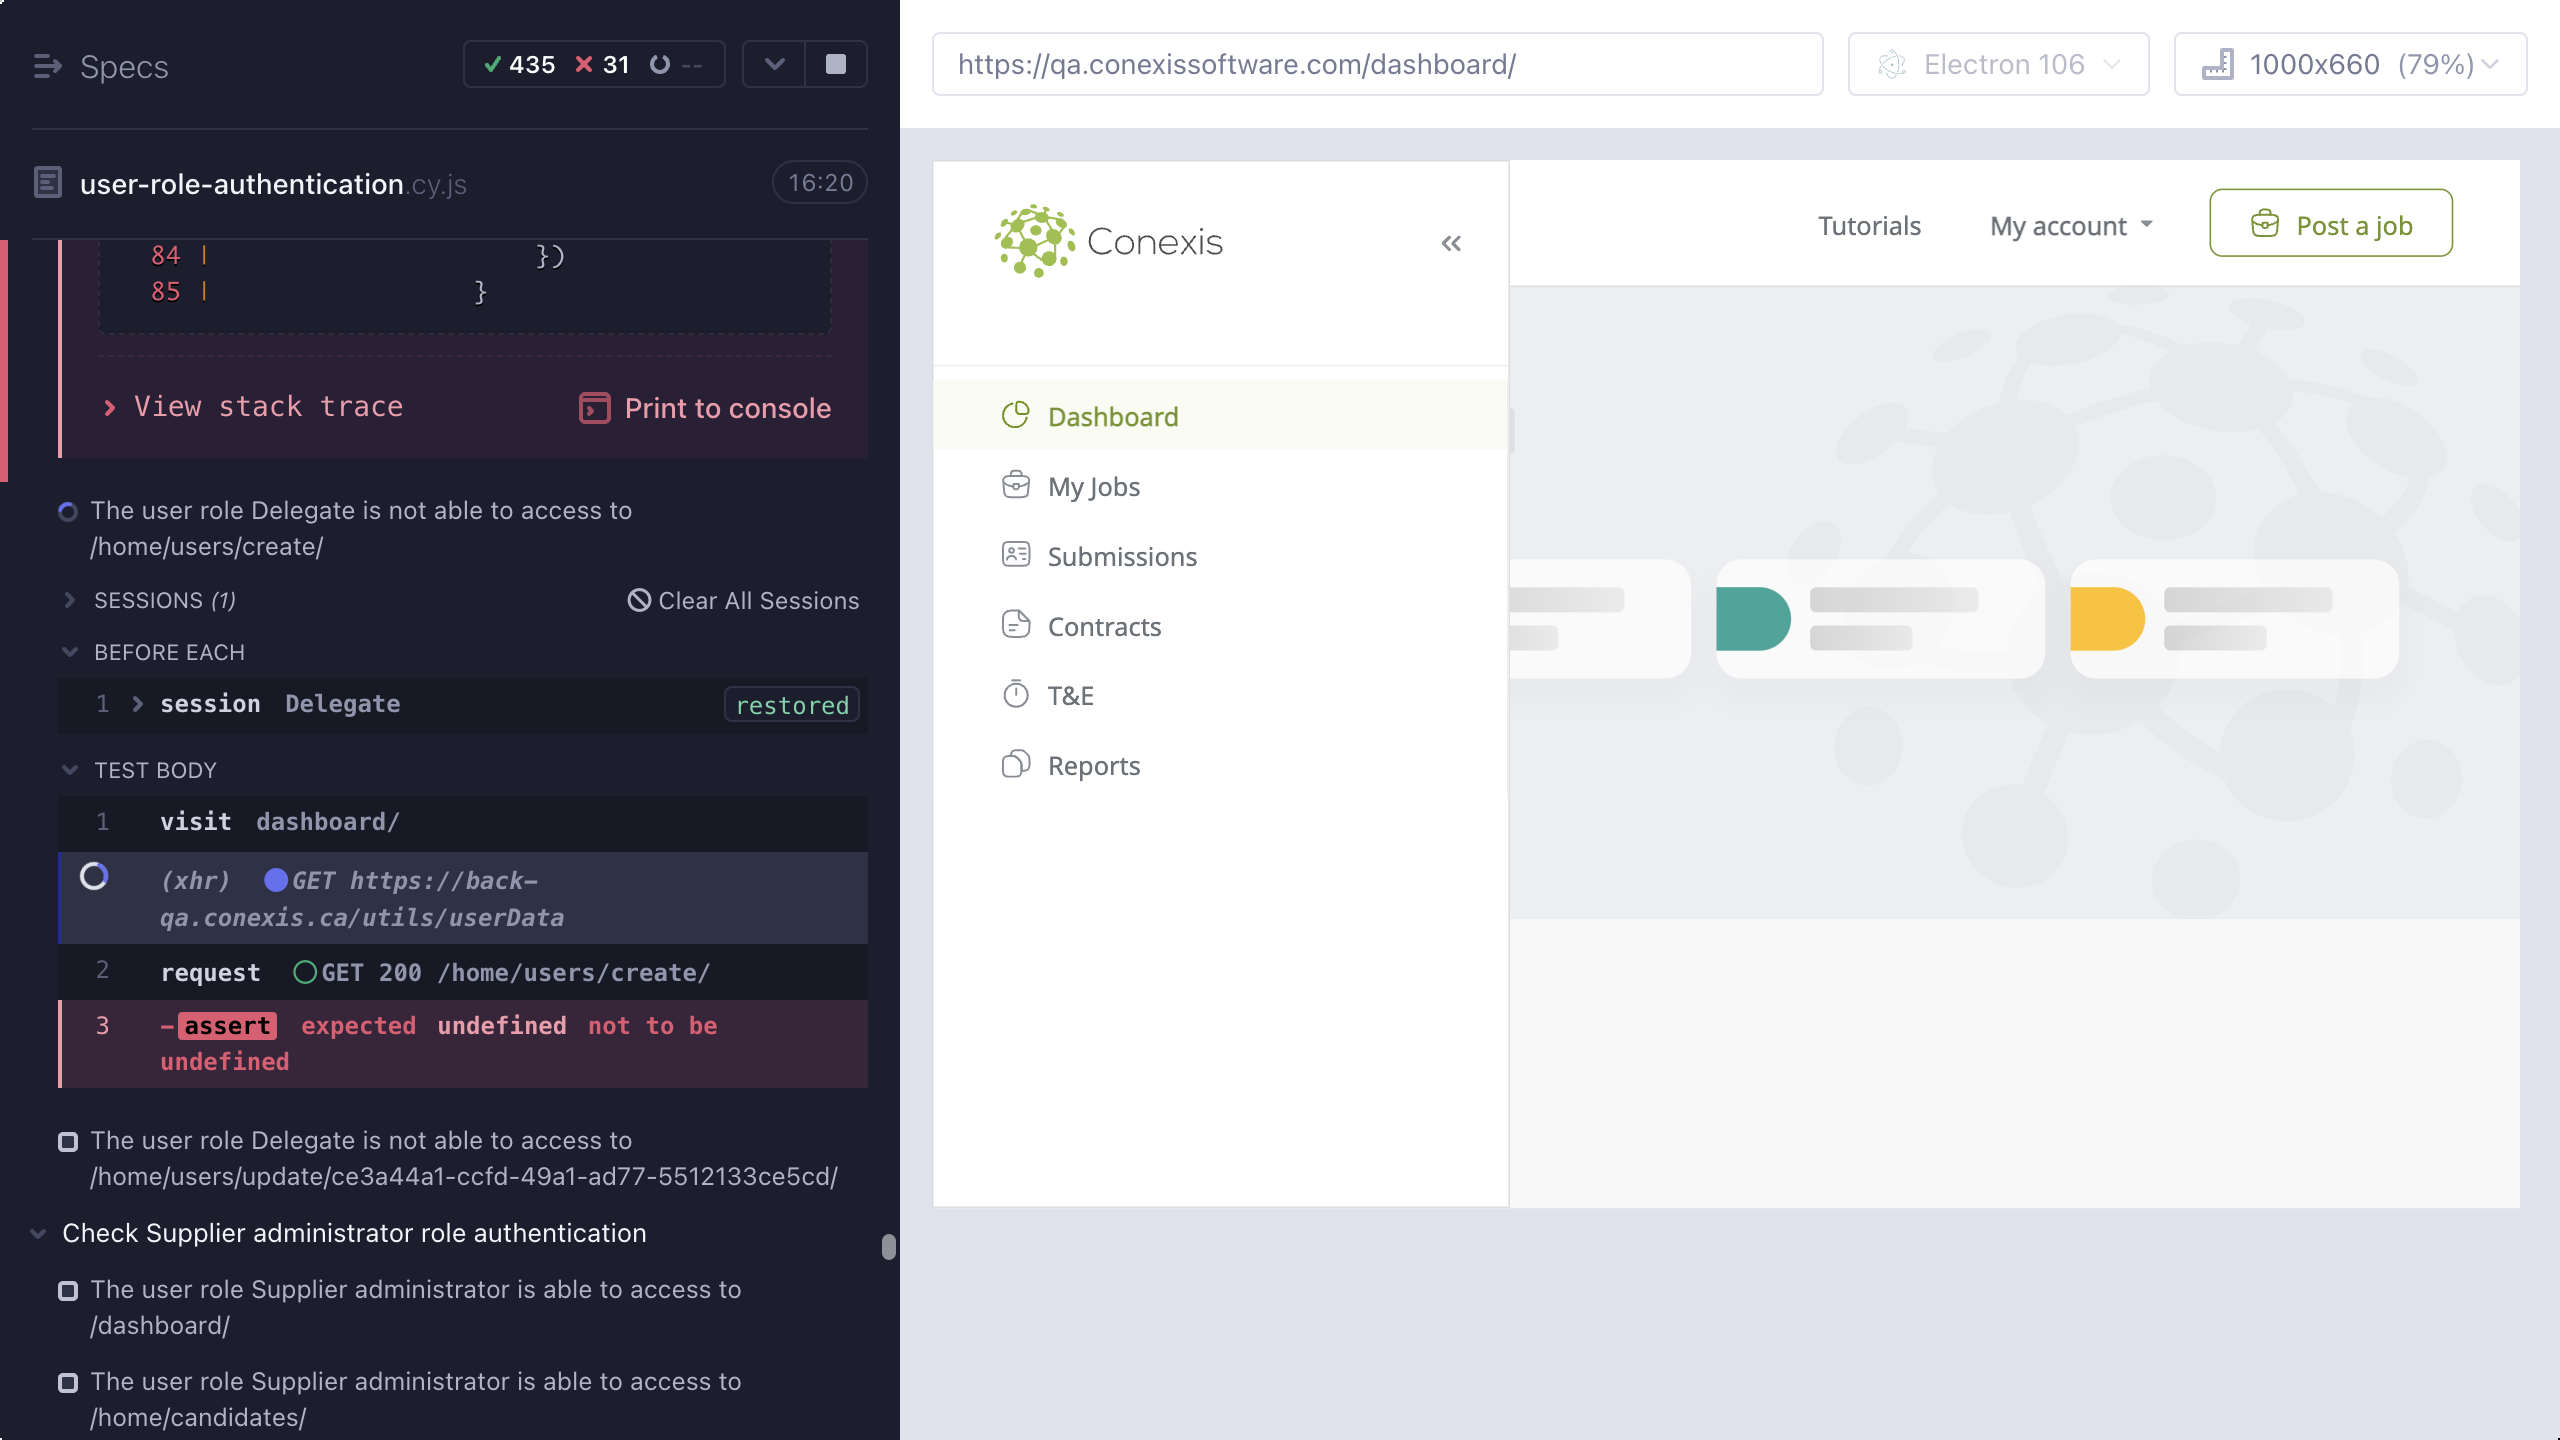 Specs
435 31 --
user-role-authentication.cy.js
16:20
84 | })
85 | }
View stack trace
Print to console
The user role Delegate is not able to access to
/home/users/create/
SESSIONS (1)
Clear All Sessions
BEFORE EACH
1 session Delegate restored
TEST BODY
1 visit dashboard/
(xhr) GET https://back-
qa.conexis.ca/utils/userData
2 request GET 200 /home/users/create/
3 -assert expected undefined not to be
undefined
The user role Delegate is not able to access to
/home/users/update/ce3a44a1-ccfd-49a1-ad77-5512133ce5cd/
Check Supplier administrator role authentication
The user role Supplier administrator is able to access to
/dashboard/
The user role Supplier administrator is able to access to
/home/candidates/
https://qa.conexissoftware.com/dashboard/
Electron 106
1000x660 (79%)
Conexis
«
Tutorials
My account
Post a job
Dashboard
My Jobs
Submissions
Contracts
T&E
Reports